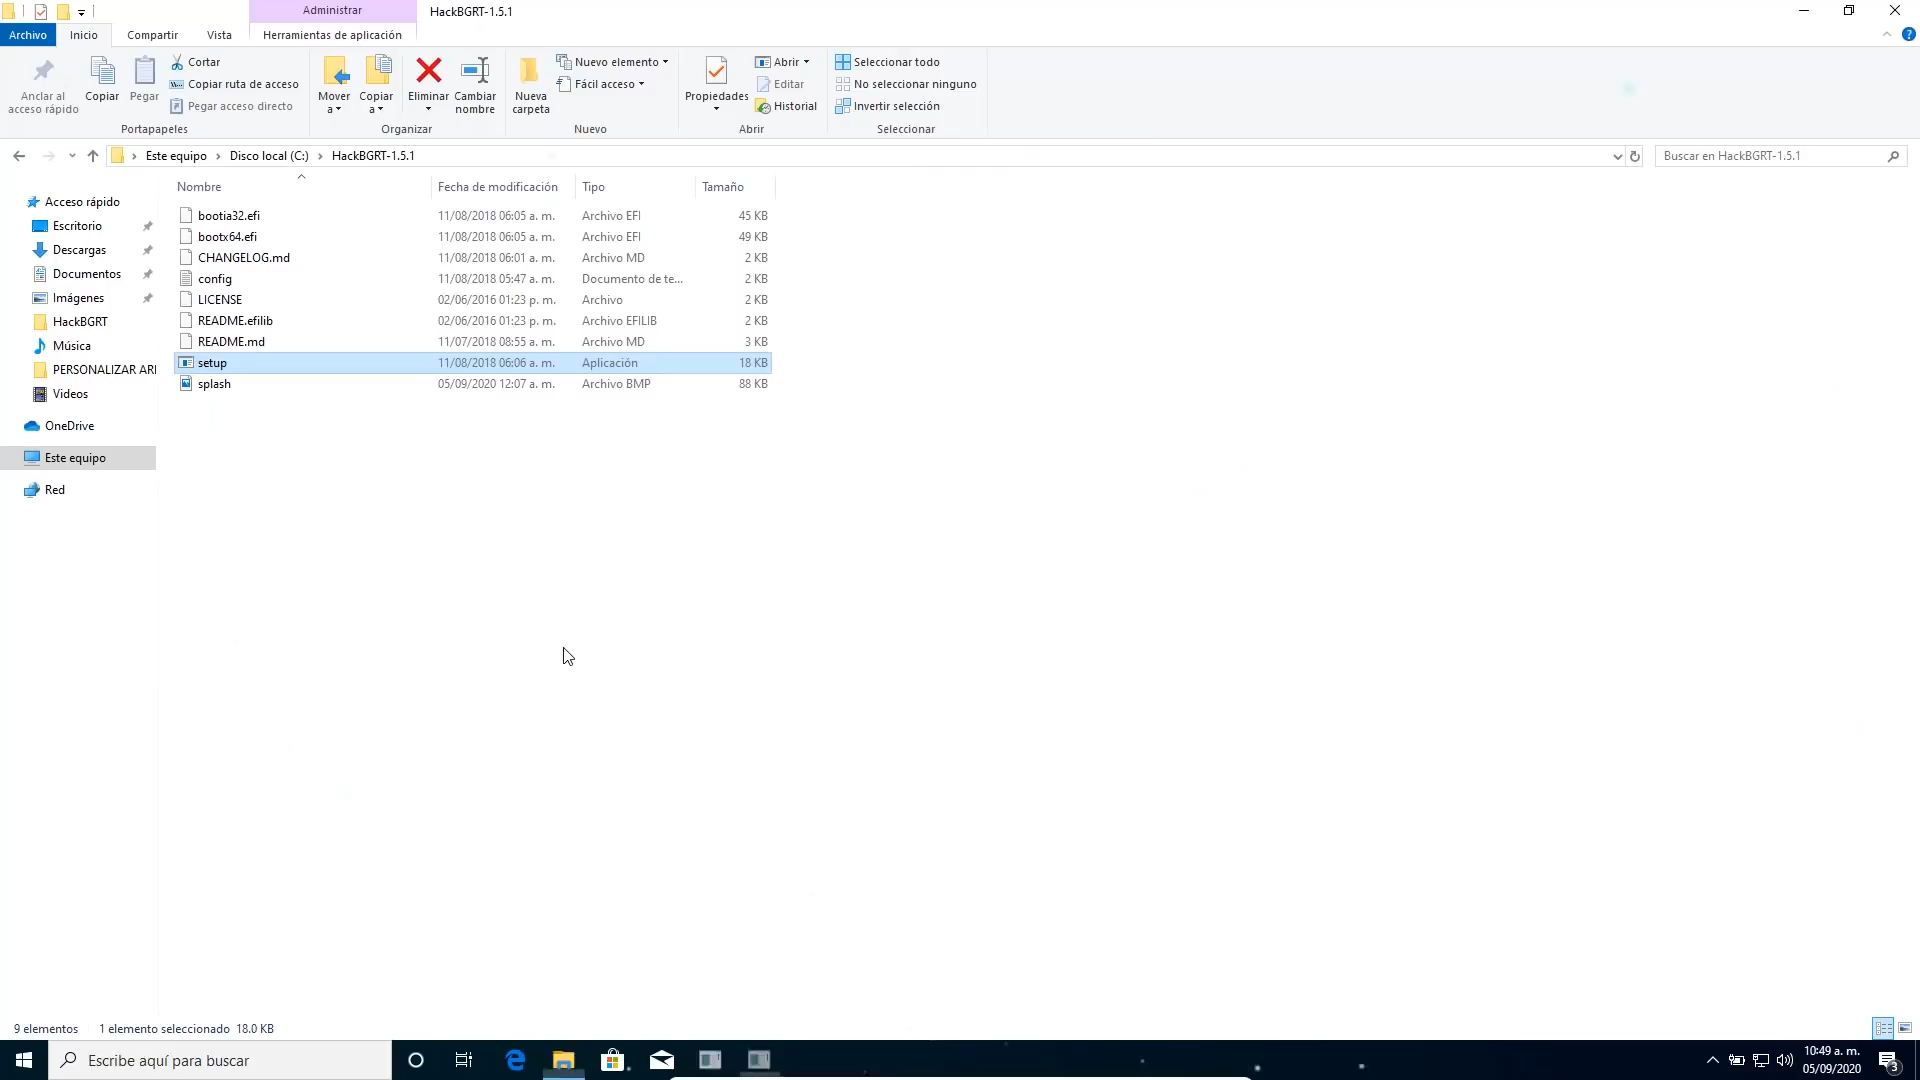 Administrar
HackBGRT-1.5.1
Archivo
Inicio
Compartir
Vista
Herramientas de aplicación
Anclar al
acceso rápido
Copiar
Pegar
Cortar
Copiar ruta de acceso
Pegar acceso directo
Mover
a
Copiar
a
Eliminar
Cambiar
nombre
Nueva
carpeta
Nuevo elemento
Fácil acceso
Propiedades
Abrir
Editar
Historial
Seleccionar todo
No seleccionar ninguno
Invertir selección
Portapapeles
Organizar
Nuevo
Abrir
Seleccionar
Este equipo > Disco local (C:) > HackBGRT-1.5.1
Buscar en HackBGRT-1.5.1
Nombre Fecha de modificación Tipo Tamaño
bootia32.efi 11/08/2018 06:05 a. m. Archivo EFI 45 KB
bootx64.efi 11/08/2018 06:05 a. m. Archivo EFI 49 KB
CHANGELOG.md 11/08/2018 06:01 a. m. Archivo MD 2 KB
config 11/08/2018 05:47 a. m. Documento de te... 2 KB
LICENSE 02/06/2016 01:23 p. m. Archivo 2 KB
README.efilib 02/06/2016 01:23 p. m. Archivo EFILIB 2 KB
README.md 11/07/2018 08:55 a. m. Archivo MD 3 KB
setup 11/08/2018 06:06 a. m. Aplicación 18 KB
splash 05/09/2020 12:07 a. m. Archivo BMP 88 KB
Acceso rápido
Escritorio
Descargas
Documentos
Imágenes
HackBGRT
Música
PERSONALIZAR ARI
Videos
OneDrive
Este equipo
Red
9 elementos 1 elemento seleccionado 18.0 KB
Escribe aquí para buscar
10:49 a. m.
05/09/2020
3